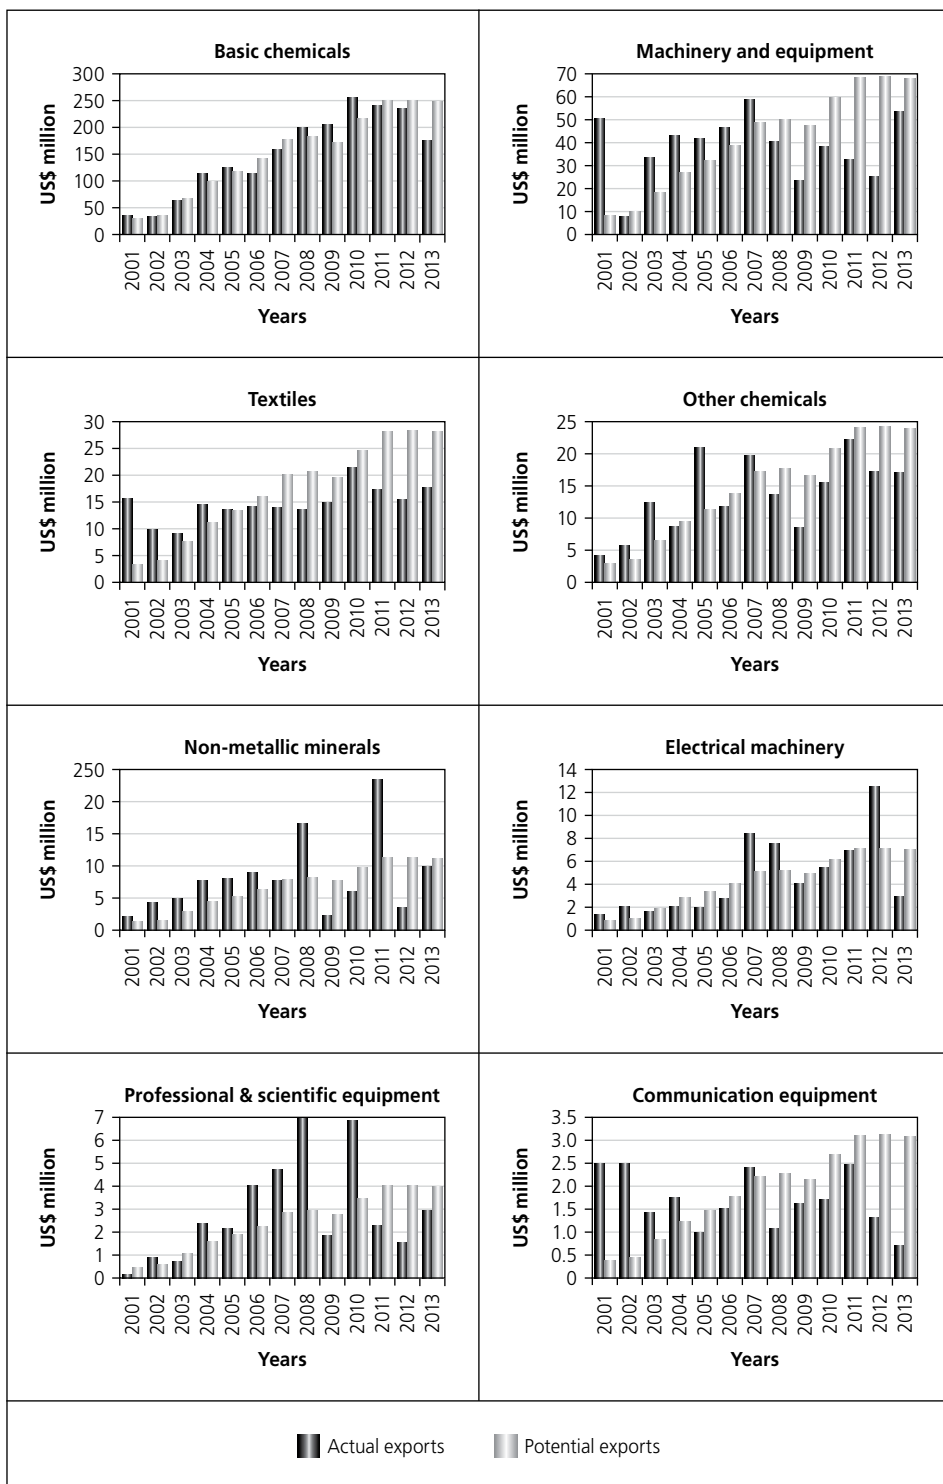 Basic chemicals
US$ million
300
250
200
150
100
50
0
2001 2002 2003 2004 2005 2006 2007 2008 2009 2010 2011 2012 2013
Years
Machinery and equipment
US$ million
70
60
50
40
30
20
10
0
2001 2002 2003 2004 2005 2006 2007 2008 2009 2010 2011 2012 2013
Years
Textiles
US$ million
30
25
20
15
10
5
0
2001 2002 2003 2004 2005 2006 2007 2008 2009 2010 2011 2012 2013
Years
Other chemicals
US$ million
25
20
15
10
5
0
2001 2002 2003 2004 2005 2006 2007 2008 2009 2010 2011 2012 2013
Years
Non-metallic minerals
US$ million
250
20
15
10
5
0
2001 2002 2003 2004 2005 2006 2007 2008 2009 2010 2011 2012 2013
Years
Electrical machinery
US$ million
14
12
8
6
4
2
0
2001 2002 2003 2004 2005 2006 2007 2008 2009 2010 2011 2012 2013
Years
Professional & scientific equipment
US$ million
7
6
5
4
3
2
1
0
2001 2002 2003 2004 2005 2006 2007 2008 2009 2010 2011 2012 2013
Years
Communication equipment
US$ million
3.5
3.0
2.5
2.0
1.5
1.0
0.5
0
2001 2002 2003 2004 2005 2006 2007 2008 2009 2010 2011 2012 2013
Years
Actual exports Potential exports